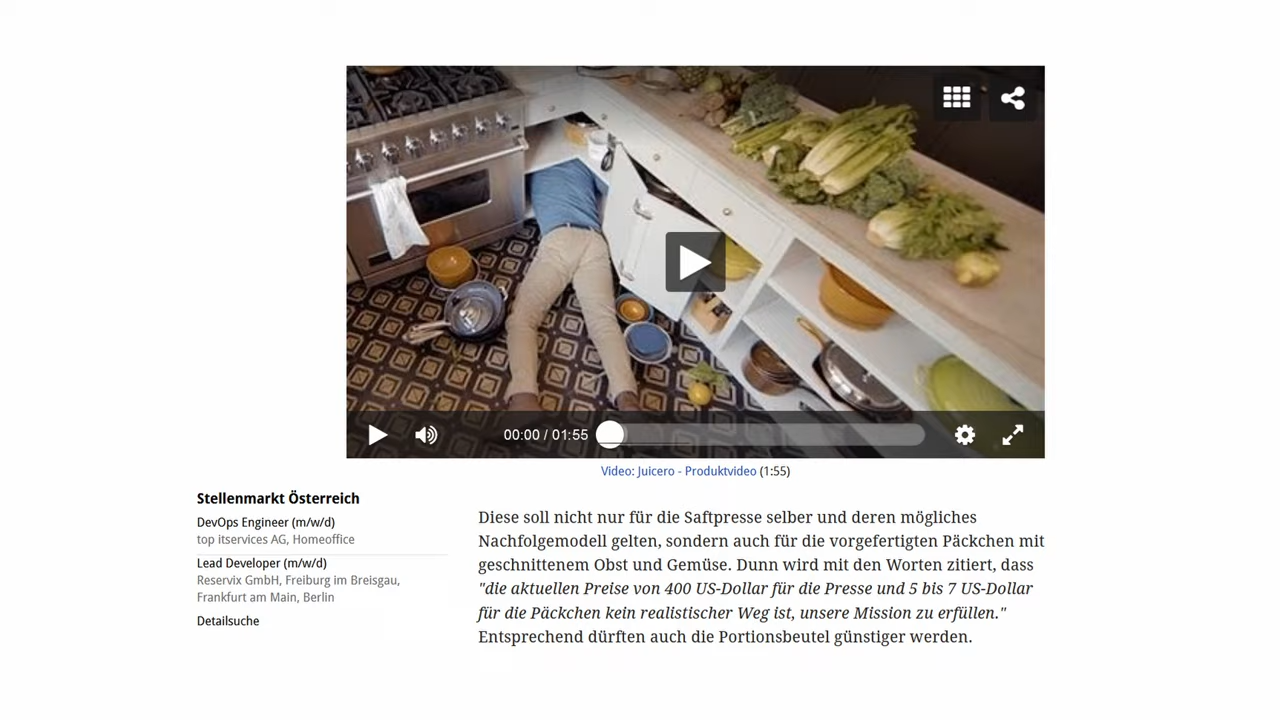 00:00 / 01:55
Video: Juicero - Produktvideo (1:55)
Stellenmarkt Österreich
DevOps Engineer (m/w/d)
top itservices AG, Homeoffice
Lead Developer (m/w/d)
Reservix GmbH, Freiburg im Breisgau,
Frankfurt am Main, Berlin
Detailsuche
Diese soll nicht nur für die Saftpresse selber und deren mögliches
Nachfolgemodell gelten, sondern auch für die vorgefertigten Päckchen mit
geschnittenem Obst und Gemüse. Dunn wird mit den Worten zitiert, dass
"die aktuellen Preise von 400 US-Dollar für die Presse und 5 bis 7 US-Dollar
für die Päckchen kein realistischer Weg ist, unsere Mission zu erfüllen."
Entsprechend dürften auch die Portionsbeutel günstiger werden.